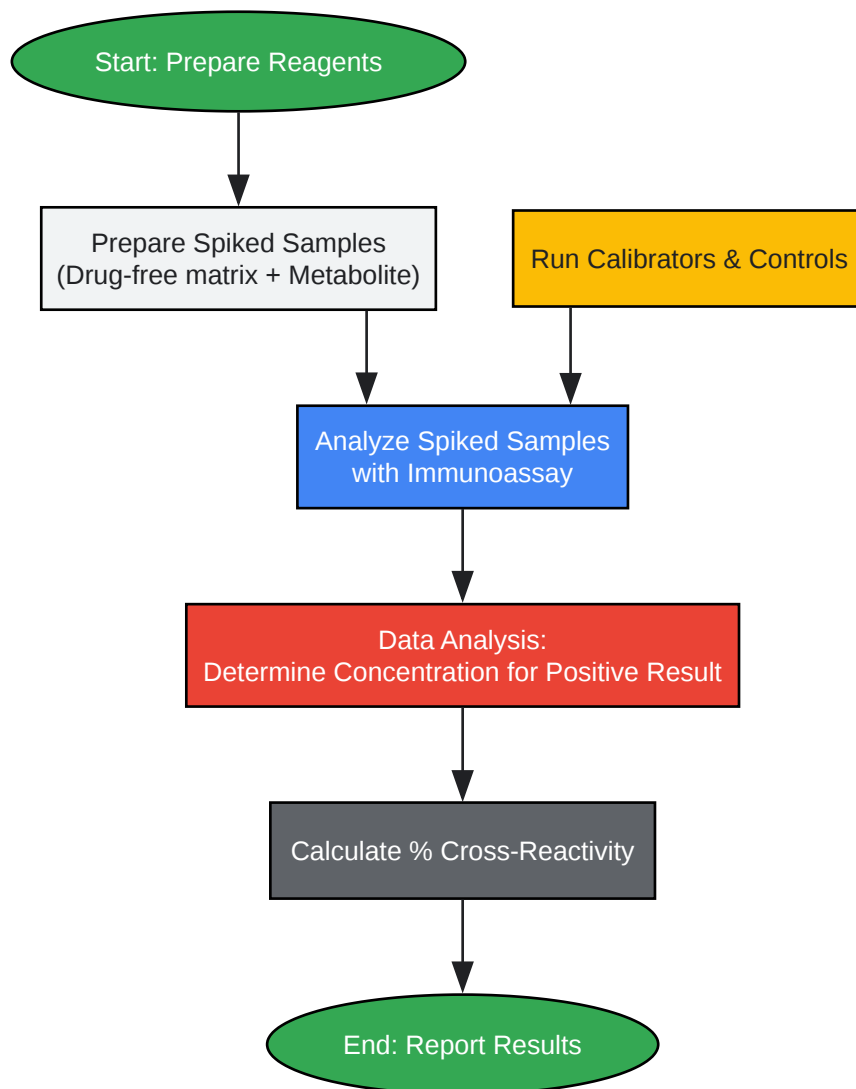 Start: Prepare Reagents
Prepare Spiked Samples
(Drug-free matrix + Metabolite)
Run Calibrators & Controls
Analyze Spiked Samples
with Immunoassay
Data Analysis:
Determine Concentration for Positive Result
Calculate % Cross-Reactivity
End: Report Results